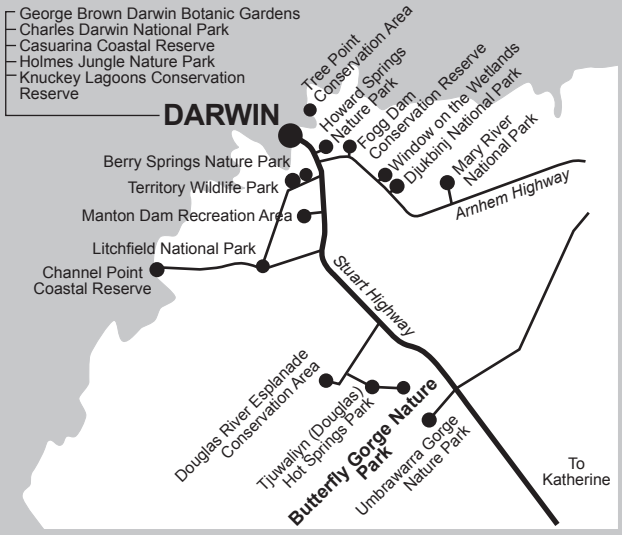 George Brown Darwin Botanic Gardens
Charles Darwin National Park
Casuarina Coastal Reserve
Holmes Jungle Nature Park
Knuckey Lagoons Conservation
Reserve
DARWIN
Tree Point
Conservation Area
Howard Springs
Nature Park
Fogg Dam
Conservation Reserve
Window on the Wetlands
Djukbinj National Park
Mary River
National Park
Arnhem Highway
Berry Springs Nature Park
Territory Wildlife Park
Manton Dam Recreation Area
Litchfield National Park
Channel Point
Coastal Reserve
Stuart Highway
Douglas River Esplanade
Conservation Area
Tjuwaliyn (Douglas)
Hot Springs Park
Butterfly Gorge Nature
Park
Umbrawarra Gorge
Nature Park
To
Katherine